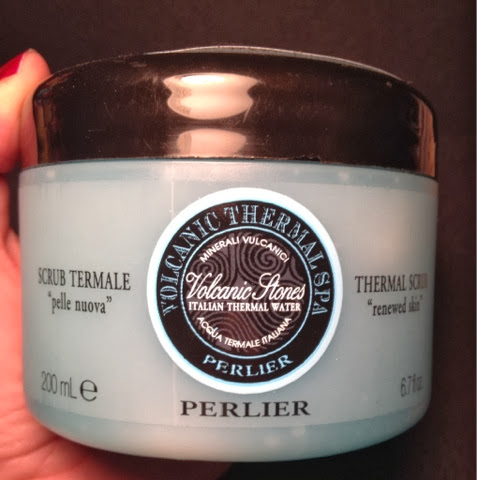 VOLCANIC THERMAL SPA
MINERALI VULCANICI
Volcanic Stones
ITALIAN THERMAL WATER
ACQUA TERMALE ITALIANA
PERLIER
SCRUB TERMALE
"pelle nuova"
THERMAL SCRUB
"renewed skin"
200 mL e
6.7 fl oz
PERLIER